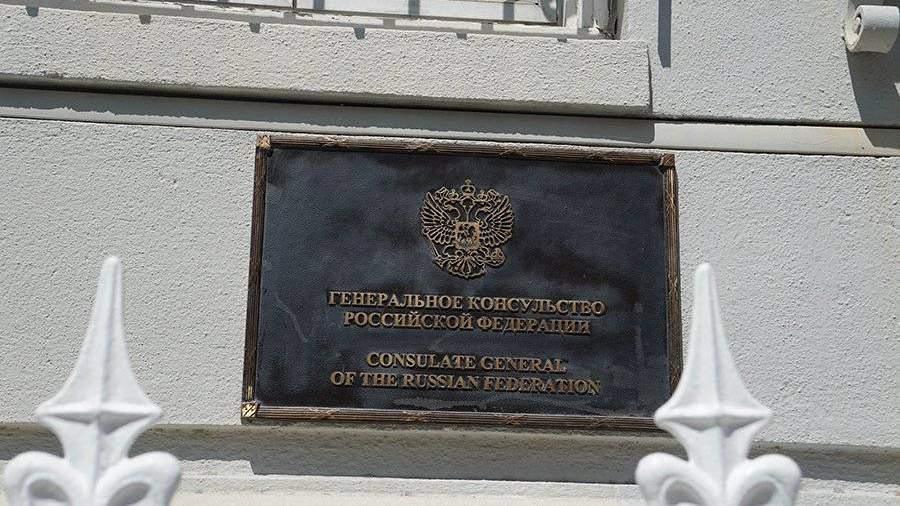 ГЕНЕРАЛЬНОЕ КОНСУЛЬСТВО
РОССИЙСКОЙ ФЕДЕРАЦИИ
CONSULATE GENERAL
OF THE RUSSIAN FEDERATION